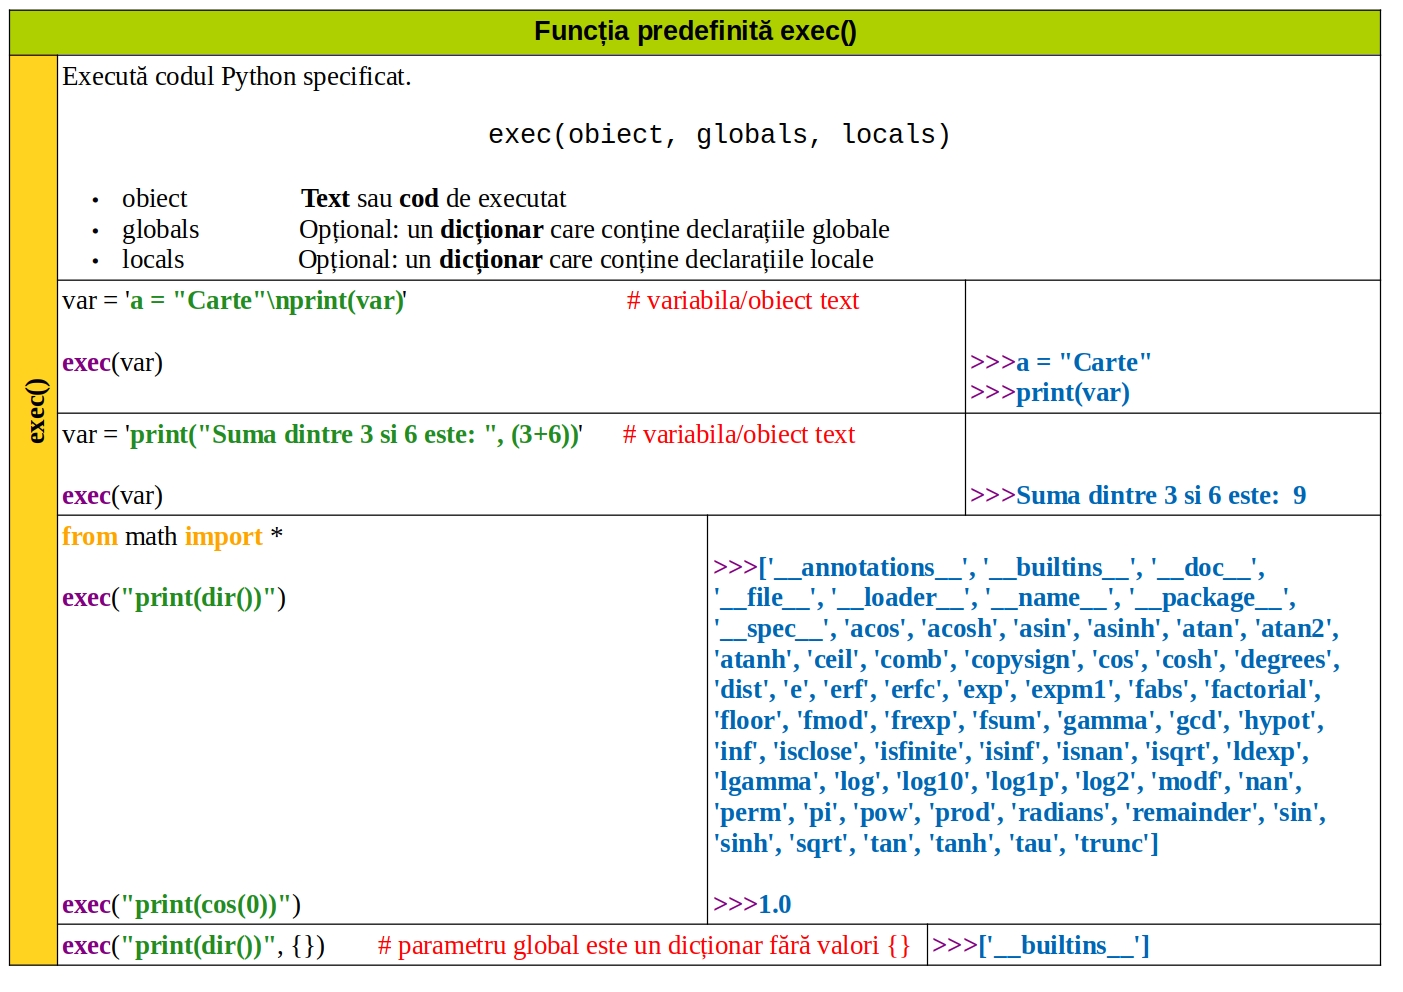 Funcția predefinită exec()
exec()
Execută codul Python specificat.
exec(obiect, globals, locals)
• obiect Text sau cod de executat
• globals Opțional: un dicționar care conține declarațiile globale
• locals Opțional: un dicționar care conține declarațiile locale
var = 'a = "Carte"\nprint(var)' # variabila/obiect text
exec(var) >>>a = "Carte"
>>>print(var)
var = 'print("Suma dintre 3 si 6 este: ", (3+6))' # variabila/obiect text
exec(var) >>>Suma dintre 3 si 6 este:  9
from math import *
>>>['__annotations__', '__builtins__', '__doc__',
exec("print(dir())") '__file__', '__loader__', '__name__', '__package__',
'__spec__', 'acos', 'acosh', 'asin', 'asinh', 'atan', 'atan2',
'atanh', 'ceil', 'comb', 'copysign', 'cos', 'cosh', 'degrees',
'dist', 'e', 'erf', 'erfc', 'exp', 'expm1', 'fabs', 'factorial',
'floor', 'fmod', 'frexp', 'fsum', 'gamma', 'gcd', 'hypot',
'inf', 'isclose', 'isfinite', 'isinf', 'isnan', 'isqrt', 'ldexp',
'lgamma', 'log', 'log10', 'log1p', 'log2', 'modf', 'nan',
'perm', 'pi', 'pow', 'prod', 'radians', 'remainder', 'sin',
'sinh', 'sqrt', 'tan', 'tanh', 'tau', 'trunc']
exec("print(cos(0))") >>>1.0
exec("print(dir())", {}) # parametru global este un dicționar fără valori {} >>>['__builtins__']